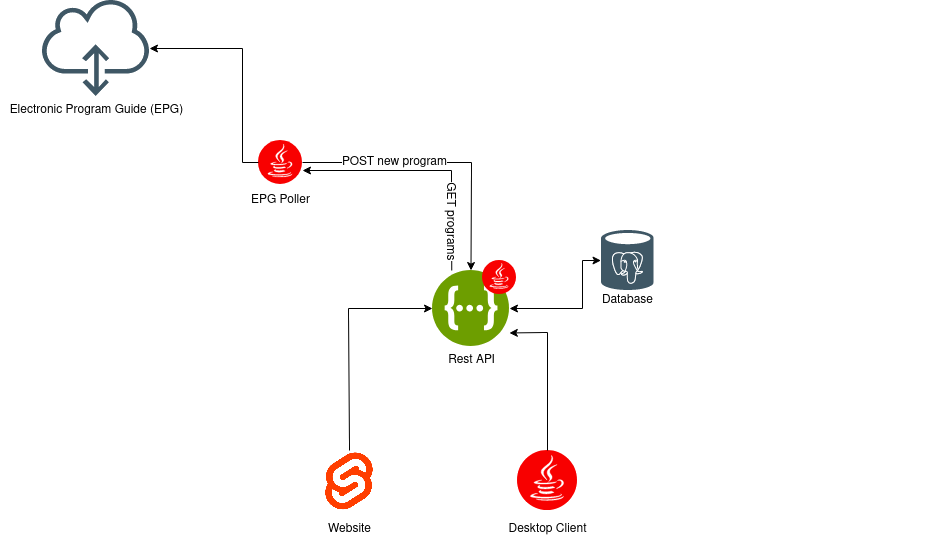 Electronic Program Guide (EPG)
POST new program
EPG Poller
GET programs
Database
{...}
Rest API
Website
Desktop Client